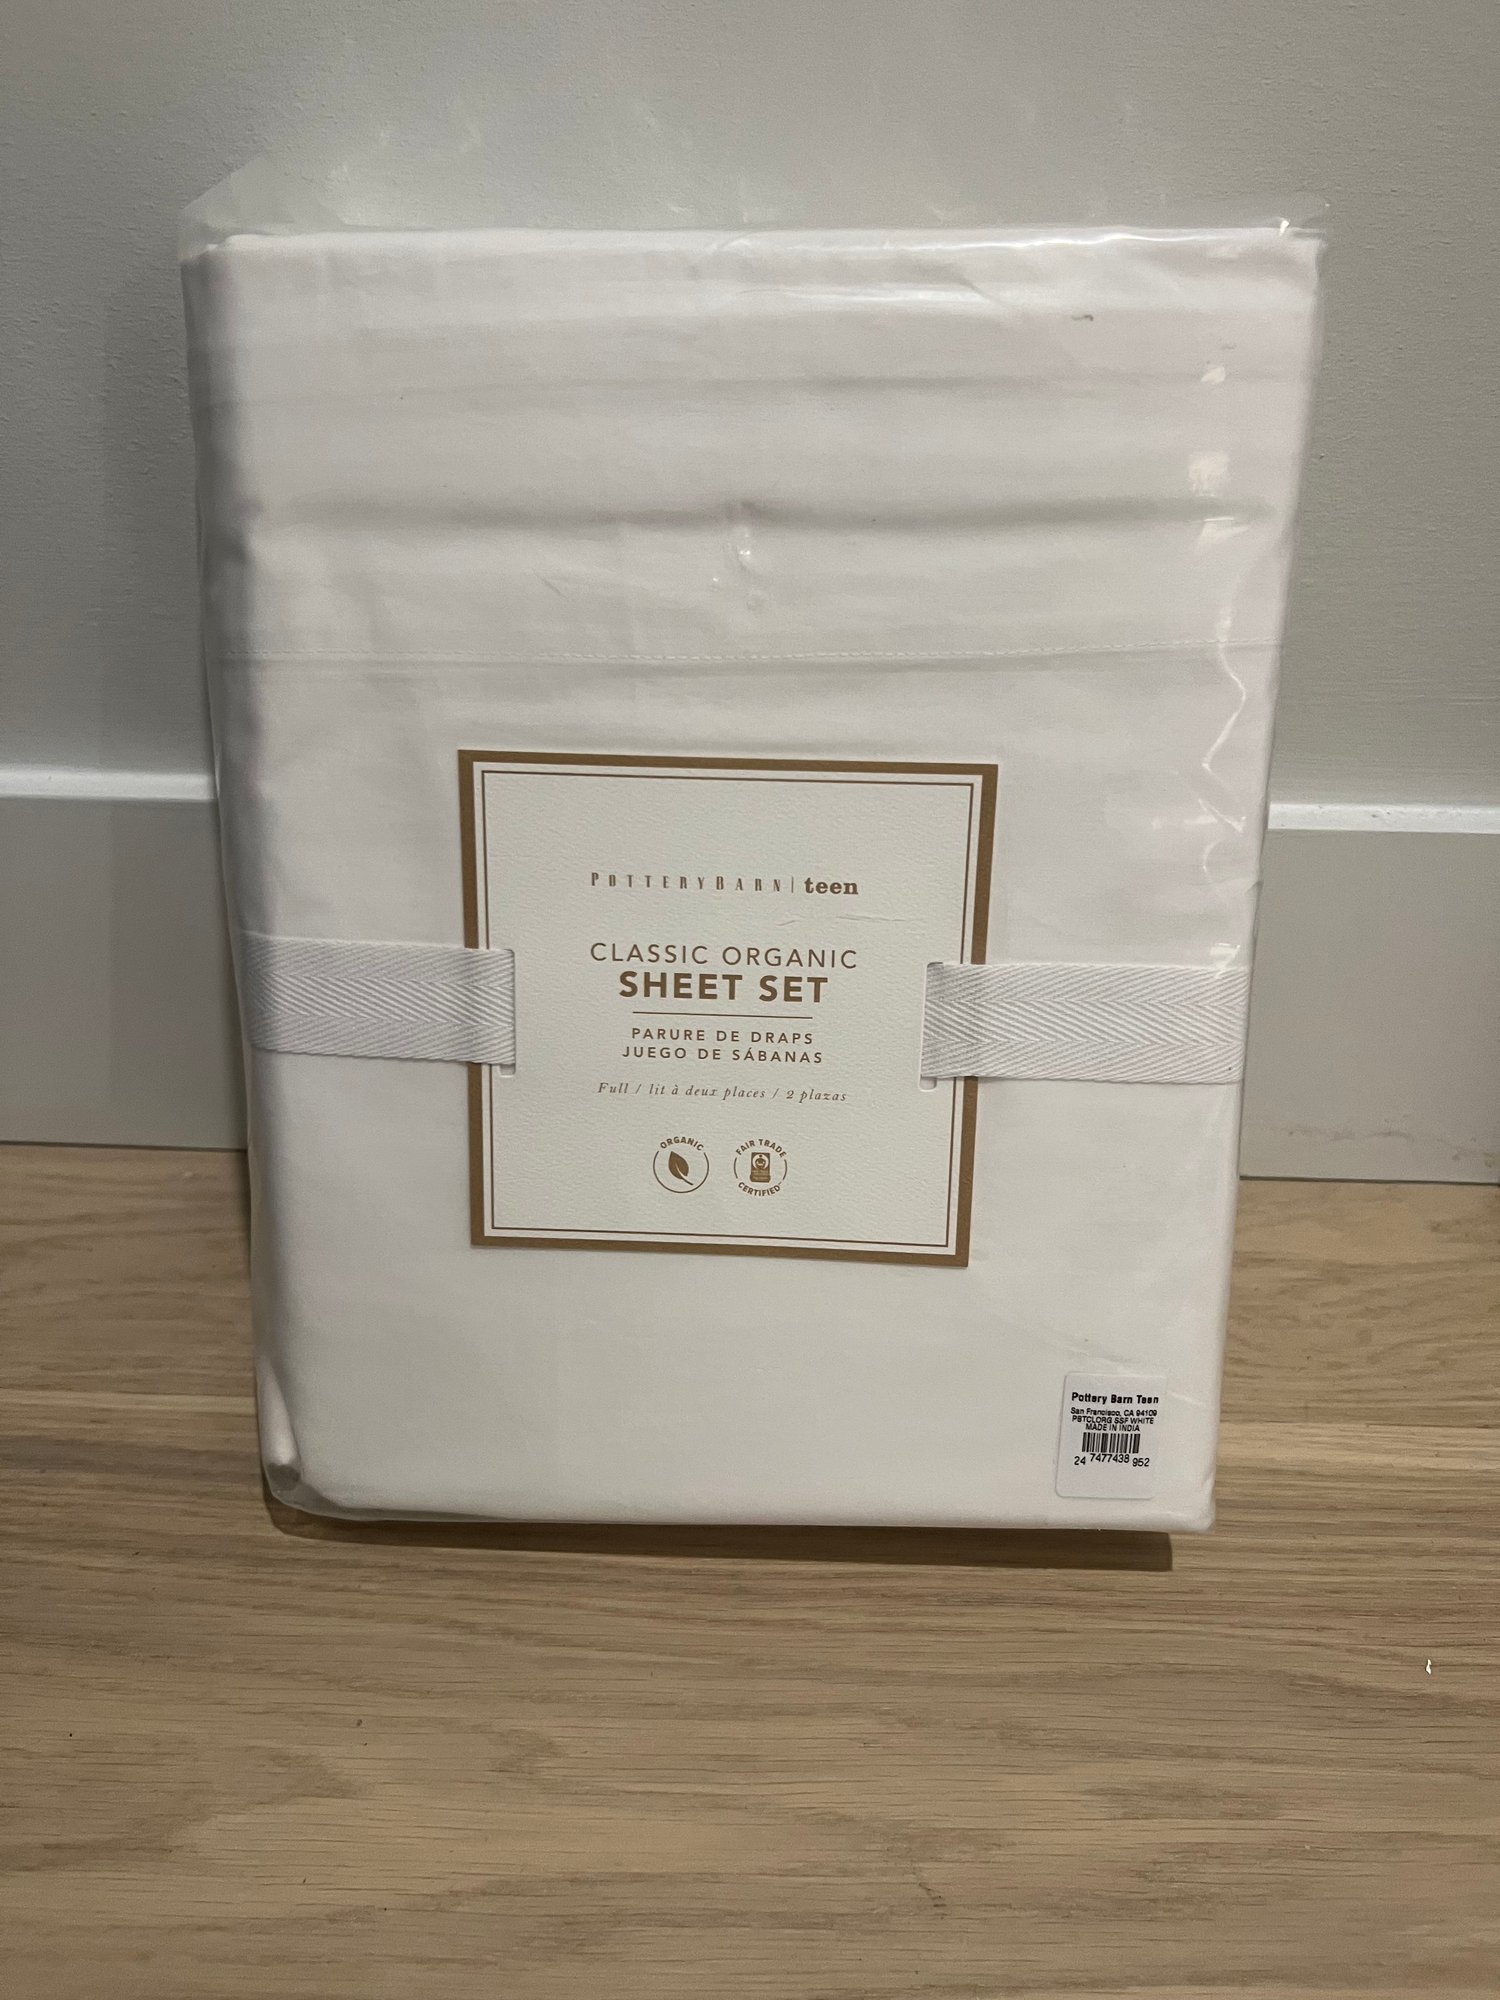 POTTERYBARN | teen
CLASSIC ORGANIC
SHEET SET
PARURE DE DRAPS
JUEGO DE SÁBANAS
Full / lit à deux places / 2 plazas
ORGANIC
FAIR TRADE
CERTIFIED
Pottery Barn Teen
San Francisco, CA 94109
PBTCLORG SSF WHITE
MADE IN INDIA
24 7477438 952